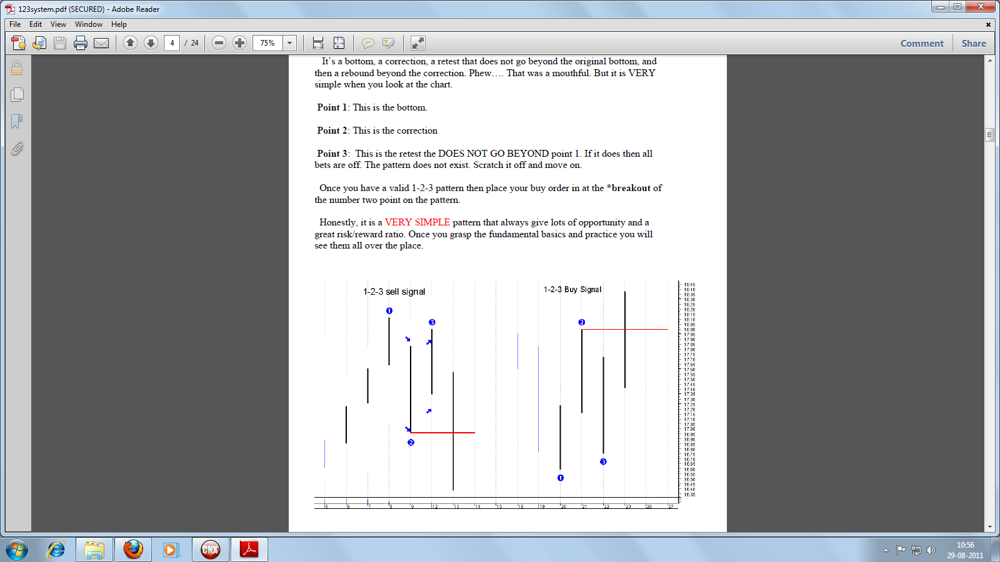 123system.pdf (SECURED) - Adobe Reader
File Edit View Window Help
4 / 24 75% Comment Share
It's a bottom, a correction, a retest that does not go beyond the original bottom, and
then a rebound beyond the correction. Phew…. That was a mouthful. But it is VERY
simple when you look at the chart.
Point 1: This is the bottom.
Point 2: This is the correction
Point 3: This is the retest the DOES NOT GO BEYOND point 1. If it does then all
bets are off. The pattern does not exist. Scratch it off and move on.
Once you have a valid 1-2-3 pattern then place your buy order in at the *breakout of
the number two point on the pattern.
Honestly, it is a VERY SIMPLE pattern that always give lots of opportunity and a
great risk/reward ratio. Once you grasp the fundamental basics and practice you will
see them all over the place.
1-2-3 sell signal
1-2-3 Buy Signal
1
3
2
2
3
1
18.45
18.40
18.35
18.30
18.25
18.20
18.15
18.10
18.05
18.00
17.95
17.90
17.85
17.80
17.75
17.70
17.65
17.60
17.55
17.50
17.45
17.40
17.35
17.30
17.25
17.20
17.15
17.10
17.05
17.00
16.95
16.90
16.85
16.80
16.75
16.70
16.65
16.60
16.55
16.50
16.45
16.40
16.35
5 6 7 8 9 12 13 14 15 16 19 20 21 22 23 26 27
CNX
10:56
29-08-2011